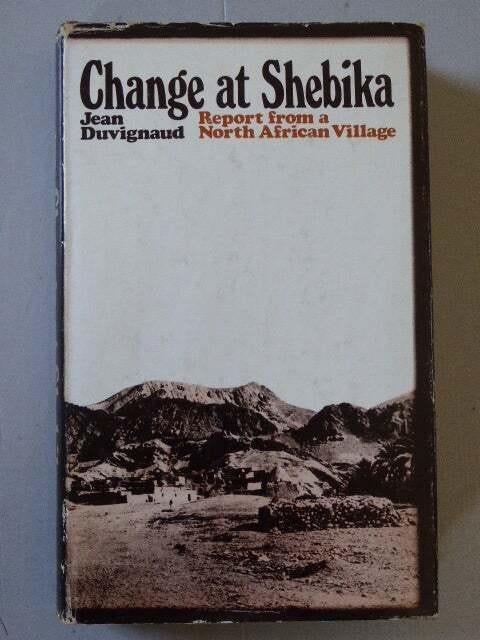 Change at Shebika
Jean Report from a
Duvignaud North African Village